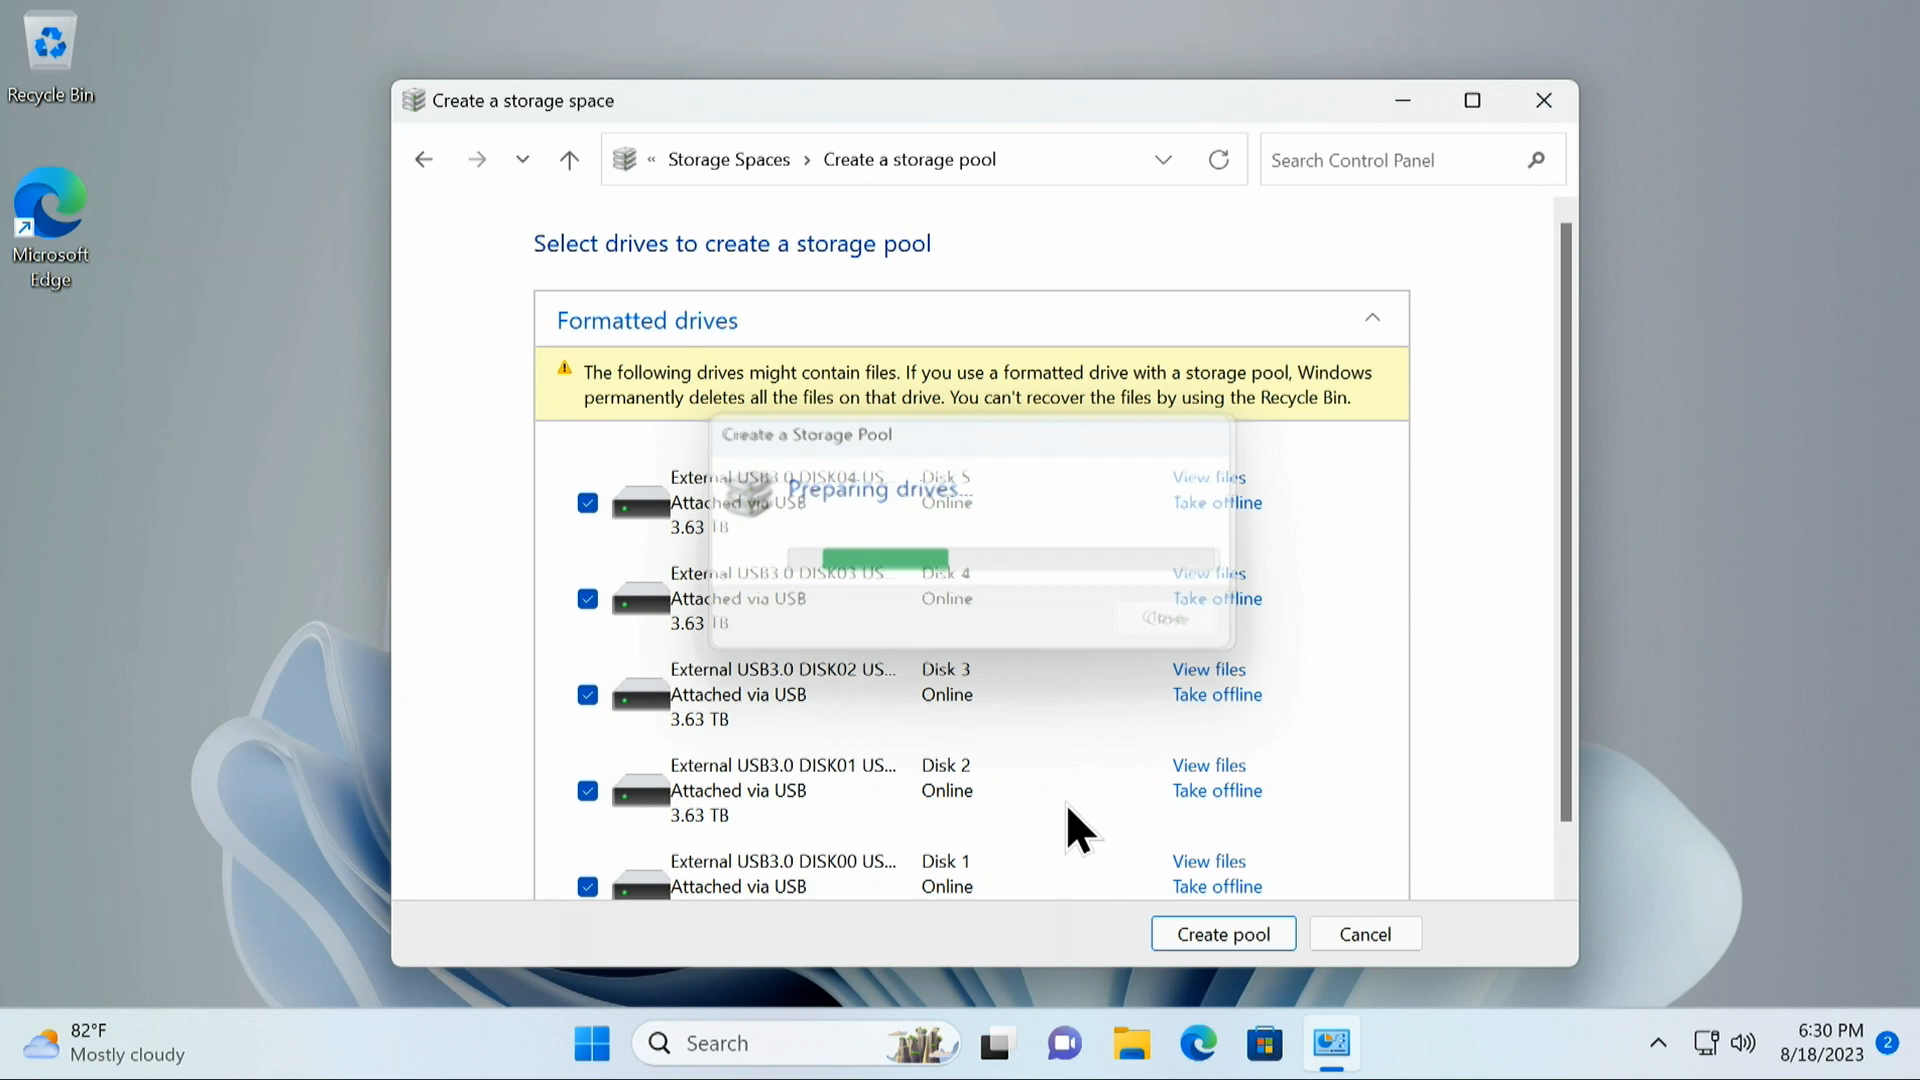 Recycle Bin
Microsoft
Edge
Create a storage space
« Storage Spaces › Create a storage pool
Search Control Panel
Select drives to create a storage pool
Formatted drives
The following drives might contain files. If you use a formatted drive with a storage pool, Windows
permanently deletes all the files on that drive. You can't recover the files by using the Recycle Bin.
Create a Storage Pool
Preparing drives...
Close
External USB3.0 DISK04 US... Disk 5 View files
Attached via USB Online Take offline
3.63 TB
External USB3.0 DISK03 US... Disk 4 View files
Attached via USB Online Take offline
3.63 TB
External USB3.0 DISK02 US... Disk 3 View files
Attached via USB Online Take offline
3.63 TB
External USB3.0 DISK01 US... Disk 2 View files
Attached via USB Online Take offline
3.63 TB
External USB3.0 DISK00 US... Disk 1 View files
Attached via USB Online Take offline
Create pool Cancel
82°F
Mostly cloudy
Search
6:30 PM
8/18/2023
2